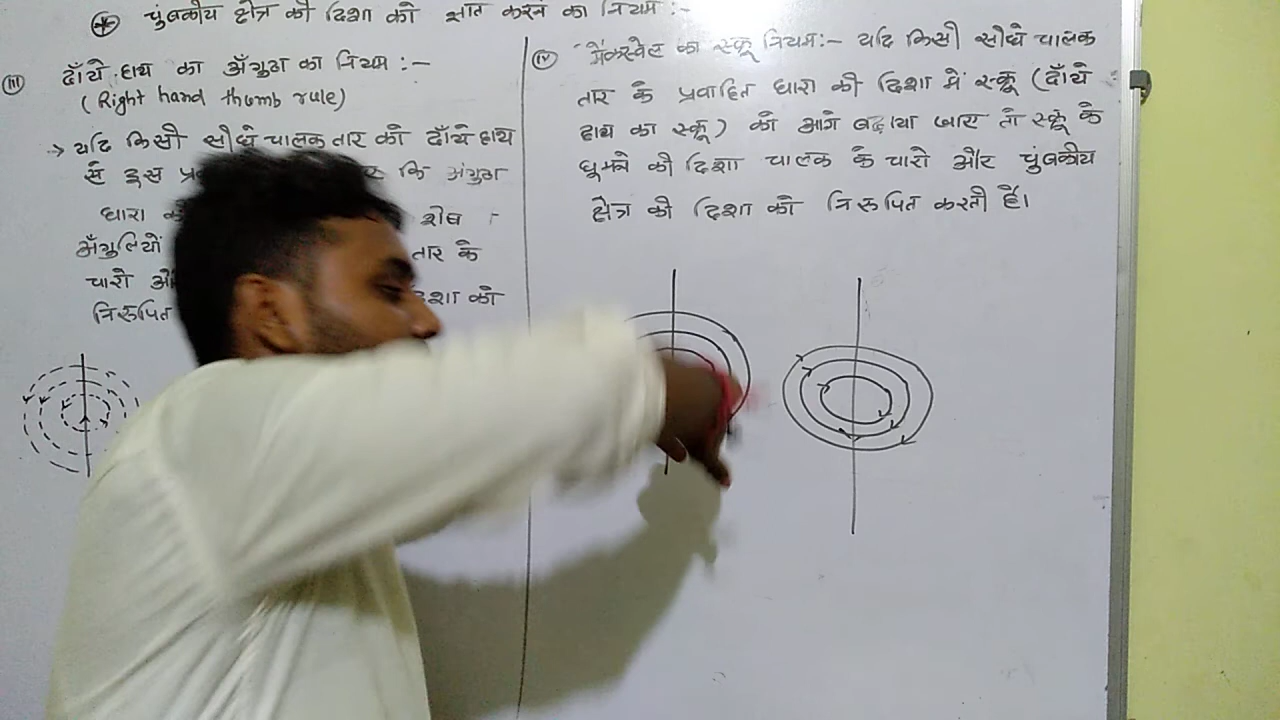 चुंबकीय क्षेत्र की दिशा को ज्ञात करने का नियम :-
(iii) दाँये हाथ का अँगुठा का नियम :-
(Right hand thumb rule)
→ यदि किसी सीधे चालक तार को दाँये हाथ
से इस कि अंगुठा
धारा शेष
अँगुलियों तार के
चारो को
निरूपित
(iv) मैक्सवेल का स्क्रू नियम :- यदि किसी सीधे चालक
तार के प्रवाहित धारा की दिशा में स्क्रू (दाँये
हाथ का स्क्रू) को आगे बढ़ाया जाए तो स्क्रू के
घूमने की दिशा चालक के चारो और चुंबकीय
क्षेत्र की दिशा को निरूपित करती है।